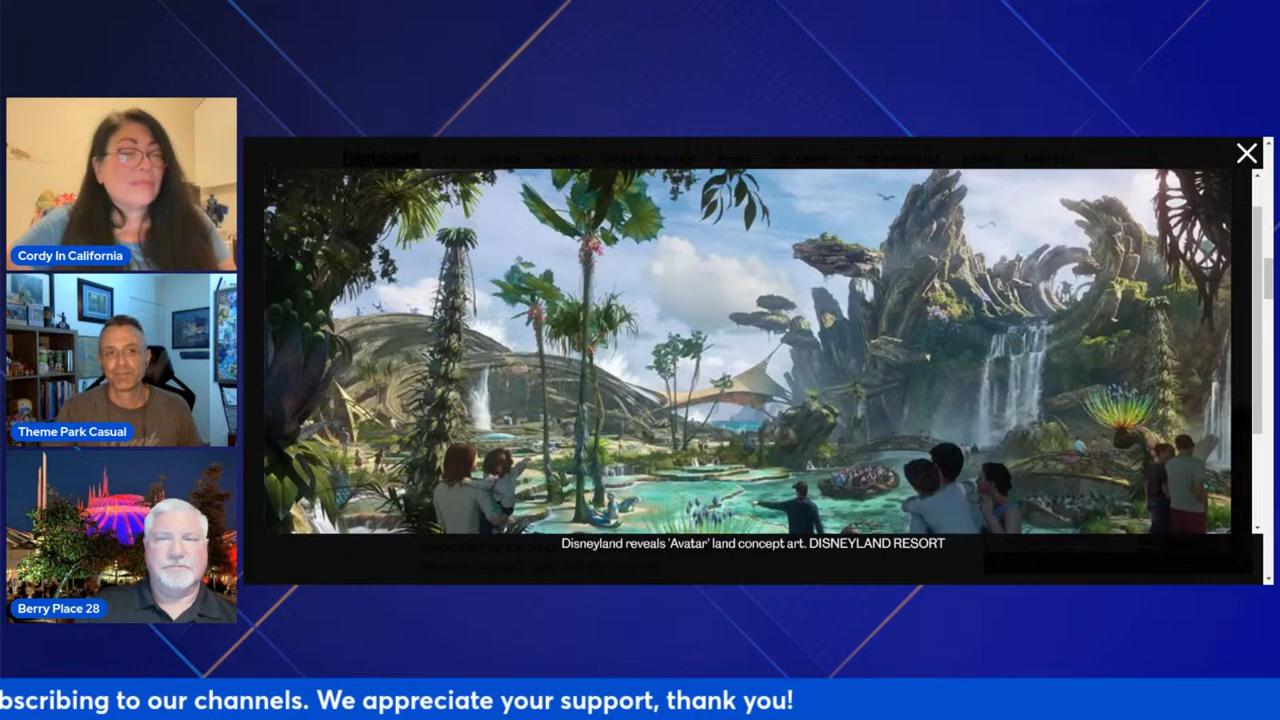 Entertainment
Cordy In California
Theme Park Casual
Berry Place 28
Disneyland reveals 'Avatar' land concept art. DISNEYLAND RESORT
bscribing to our channels. We appreciate your support, thank you!